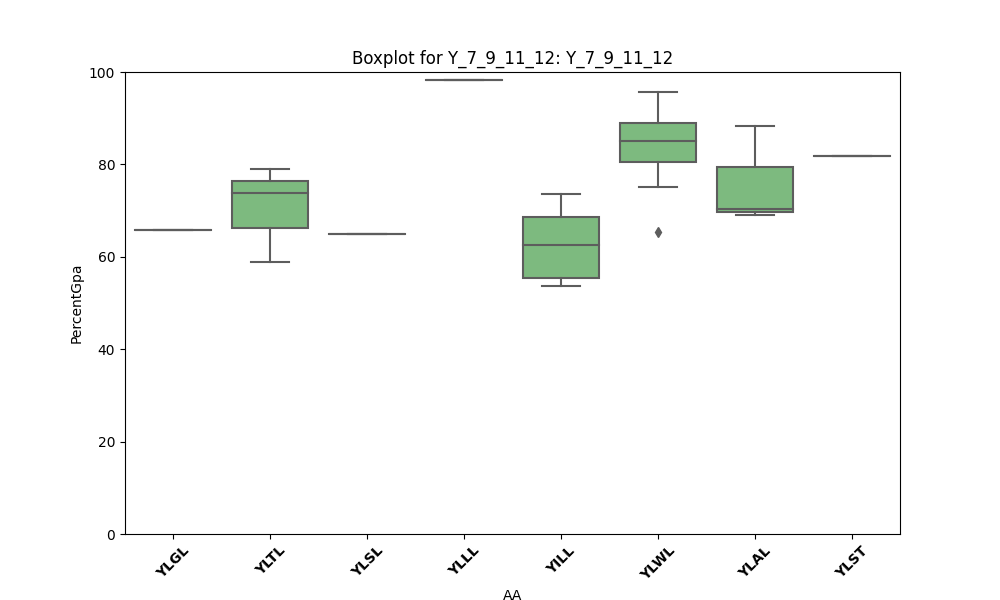 Boxplot for Y_7_9_11_12: Y_7_9_11_12
100
80
60
40
20
0
PercentGpa
YLGL
YLTL
YLSL
YLLL
YILL
YLWL
YLAL
YLST
AA